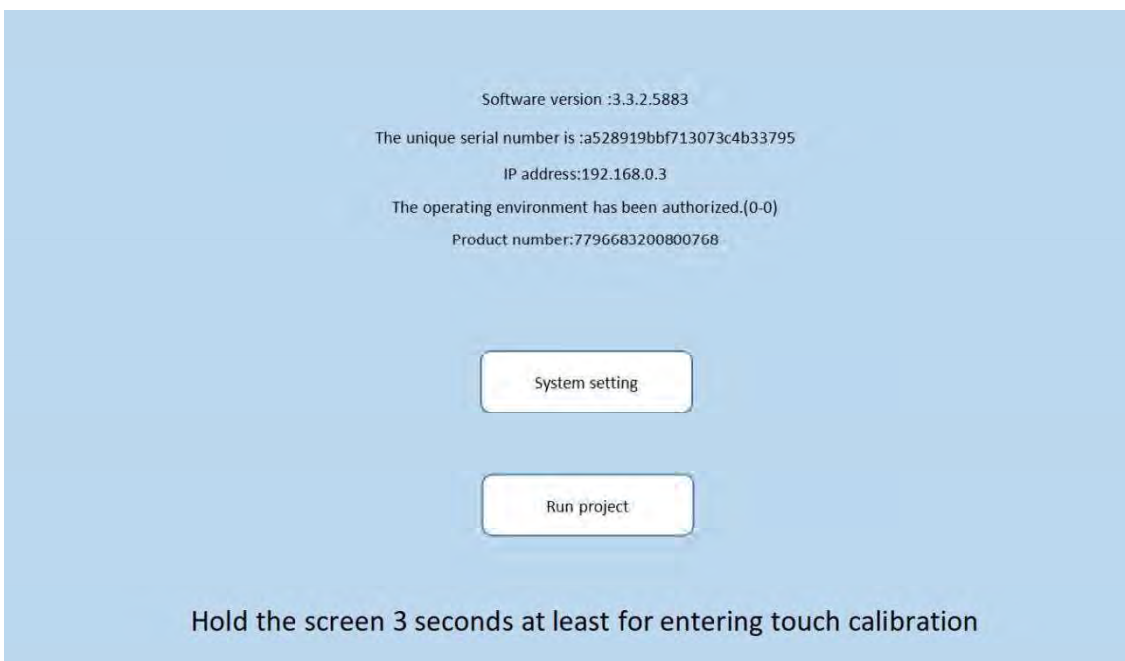 Software version :3.3.2.5883
The unique serial number is :a528919bbf713073c4b33795
IP address:192.168.0.3
The operating environment has been authorized.(0-0)
Product number:7796683200800768
System setting
Run project
Hold the screen 3 seconds at least for entering touch calibration